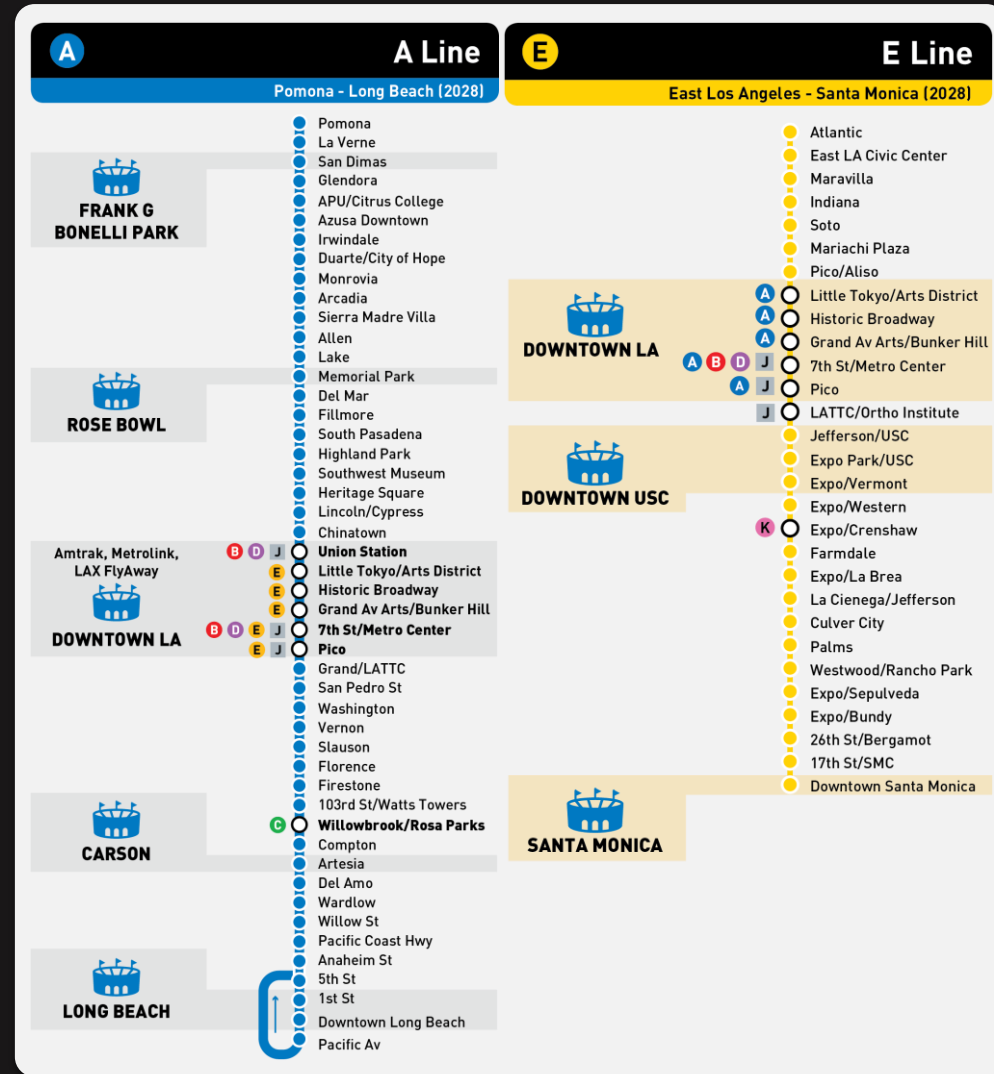 A
A Line
Pomona - Long Beach (2028)
Pomona
La Verne
San Dimas
FRANK G
BONELLI PARK
Glendora
APU/Citrus College
Azusa Downtown
Irwindale
Duarte/City of Hope
Monrovia
Arcadia
Sierra Madre Villa
Allen
Lake
Memorial Park
ROSE BOWL
Del Mar
Fillmore
South Pasadena
Highland Park
Southwest Museum
Heritage Square
Lincoln/Cypress
Chinatown
Amtrak, Metrolink,
LAX FlyAway
DOWNTOWN LA
B D J Union Station
E Little Tokyo/Arts District
E Historic Broadway
E Grand Av Arts/Bunker Hill
B D E J 7th St/Metro Center
E J Pico
Grand/LATTC
San Pedro St
Washington
Vernon
Slauson
Florence
Firestone
103rd St/Watts Towers
C Willowbrook/Rosa Parks
Compton
CARSON
Artesia
Del Amo
Wardlow
Willow St
Pacific Coast Hwy
Anaheim St
5th St
LONG BEACH
1st St
Downtown Long Beach
Pacific Av
E
E Line
East Los Angeles - Santa Monica (2028)
Atlantic
East LA Civic Center
Maravilla
Indiana
Soto
Mariachi Plaza
Pico/Aliso
DOWNTOWN LA
A Little Tokyo/Arts District
A Historic Broadway
A Grand Av Arts/Bunker Hill
A B D J 7th St/Metro Center
A J Pico
J LATTC/Ortho Institute
DOWNTOWN USC
Jefferson/USC
Expo Park/USC
Expo/Vermont
Expo/Western
K Expo/Crenshaw
Farmdale
Expo/La Brea
La Cienega/Jefferson
Culver City
Palms
Westwood/Rancho Park
Expo/Sepulveda
Expo/Bundy
26th St/Bergamot
17th St/SMC
Downtown Santa Monica
SANTA MONICA